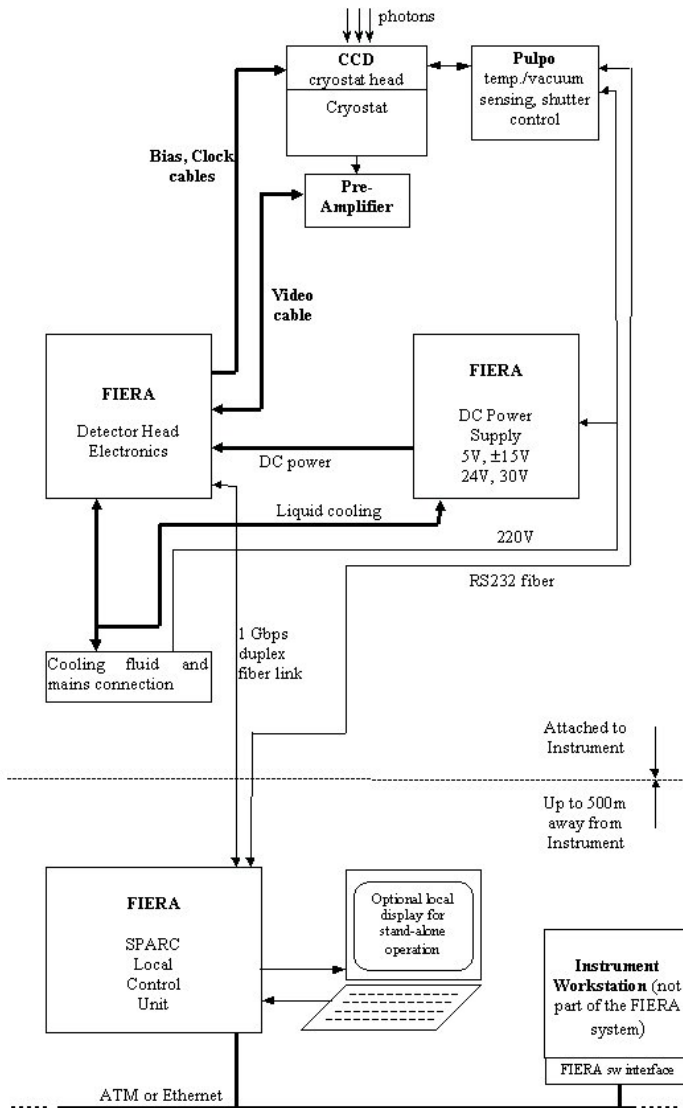 photons
CCD
cryostat head
Cryostat
Pulpo
temp./vacuum
sensing, shutter
control
Bias, Clock
cables
Pre-
Amplifier
Video
cable
FIERA
Detector Head
Electronics
FIERA
DC Power
Supply
5V, ±15V
24V, 30V
DC power
Liquid cooling
220V
RS232 fiber
1 Gbps
duplex
fiber link
Cooling fluid and
mains connection
Attached to
Instrument
Up to 500m
away from
Instrument
FIERA
SPARC
Local
Control
Unit
Optional local
display for
stand-alone
operation
Instrument
Workstation (not
part of the FIERA
system)
FIERA sw interface
ATM or Ethernet